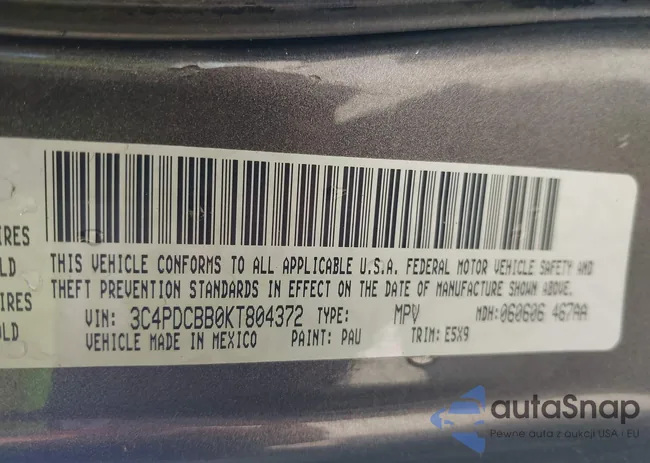 IRES
OLD
IRES
OLD
THIS VEHICLE CONFORMS TO ALL APPLICABLE U.S.A. FEDERAL MOTOR VEHICLE SAFETY AND
THEFT PREVENTION STANDARDS IN EFFECT ON THE DATE OF MANUFACTURE SHOWN ABOVE.
VIN: 3C4PDCBB0KT804372 TYPE: MPV MDH: 060606 467AA
VEHICLE MADE IN MEXICO PAINT: PAU TRIM: E5X9
autaSnap
Pewne auta z aukcji USA i EU